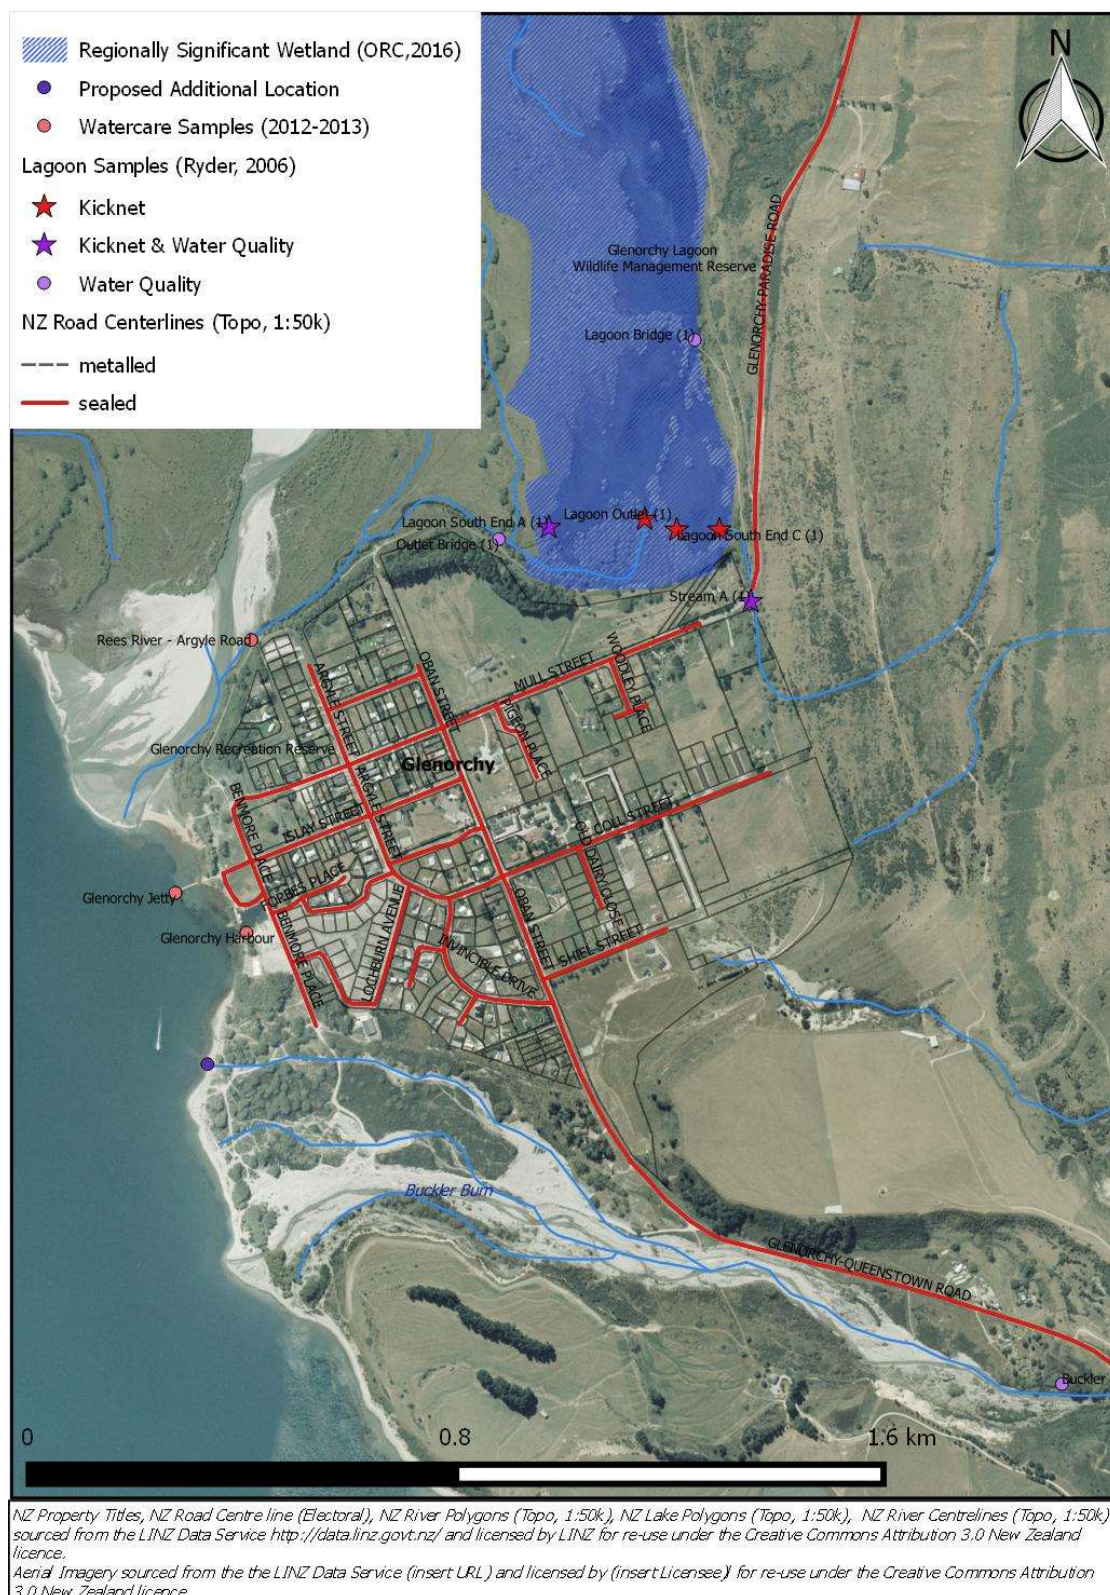 Regionally Significant Wetland (ORC,2016)
Proposed Additional Location
Watercare Samples (2012-2013)
Lagoon Samples (Ryder, 2006)
Kicknet
Kicknet & Water Quality
Water Quality
NZ Road Centerlines (Topo, 1:50k)
metalled
sealed
N
Glenorchy Lagoon
Wildlife Management Reserve
GLENORCHY-PARADISE ROAD
Lagoon Bridge (1)
Lagoon Outlet (1)
Lagoon South End A (1)
Lagoon South End C (1)
Outlet Bridge (1)
Stream A (1)
Rees River - Argyle Road
WOODLEY PLACE
MULL STREET
OBAN STREET
ARGYLE STREET
PIGEON PLACE
Glenorchy Recreation Reserve
Glenorchy
ARGYLE STREET
BENMORE PLACE
ISLAY STREET
COLL STREET
OLD DAIRY CLOSE
FORBES PLACE
Glenorchy Jetty
LOCHBURN AVENUE
OBAN STREET
Glenorchy Harbour
BENMORE PLACE
INVINCIBLE DRIVE
SHIEL STREET
Buckler Burn
GLENORCHY-QUEENSTOWN ROAD
Buckler
0 0.8 1.6 km
NZ Property Titles, NZ Road Centre line (Electoral), NZ River Polygons (Topo, 1:50k), NZ Lake Polygons (Topo, 1:50k), NZ River Centrelines (Topo, 1:50k)
sourced from the LINZ Data Service http://data.linz.govt.nz/ and licensed by LINZ for re-use under the Creative Commons Attribution 3.0 New Zealand
licence.
Aerial Imagery sourced from the the LINZ Data Service (insert URL) and licensed by (insert Licensee)l for re-use under the Creative Commons Attribution
3.0 New Zealand licence